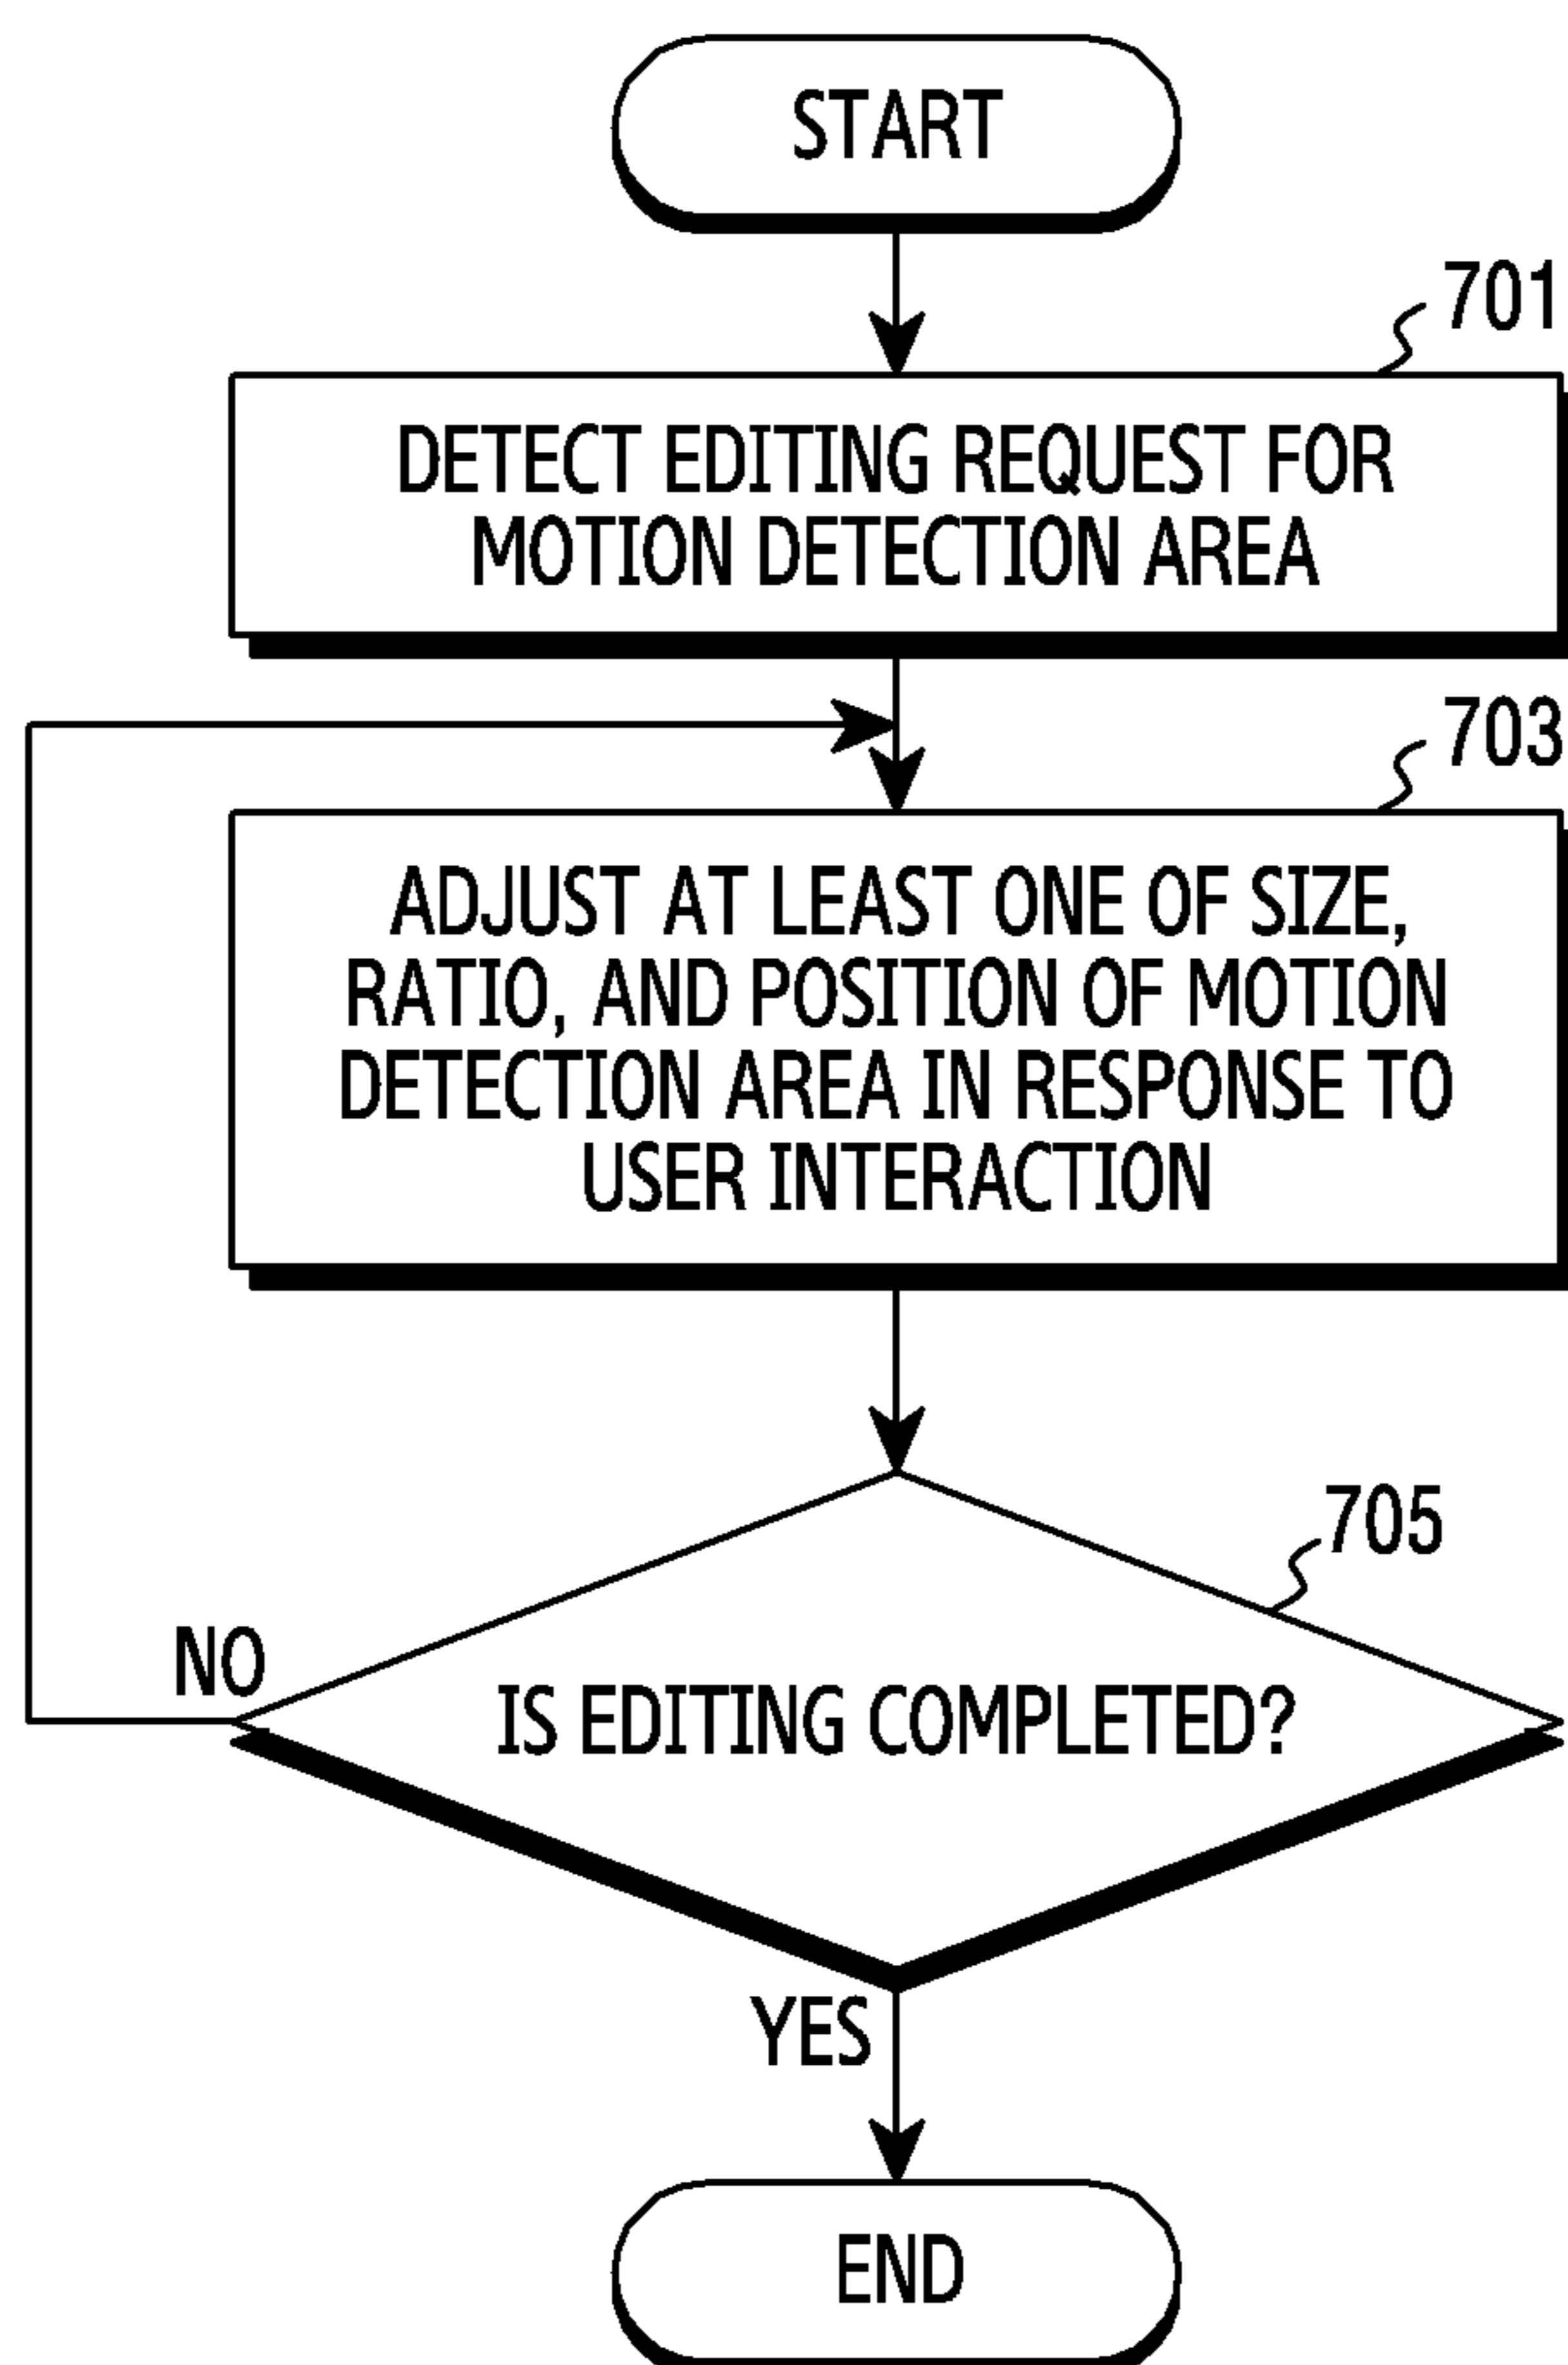 START
701
DETECT EDITING REQUEST FOR
MOTION DETECTION AREA
703
ADJUST AT LEAST ONE OF SIZE,
RATIO, AND POSITION OF MOTION
DETECTION AREA IN RESPONSE TO
USER INTERACTION
705
NO
IS EDITING COMPLETED?
YES
END